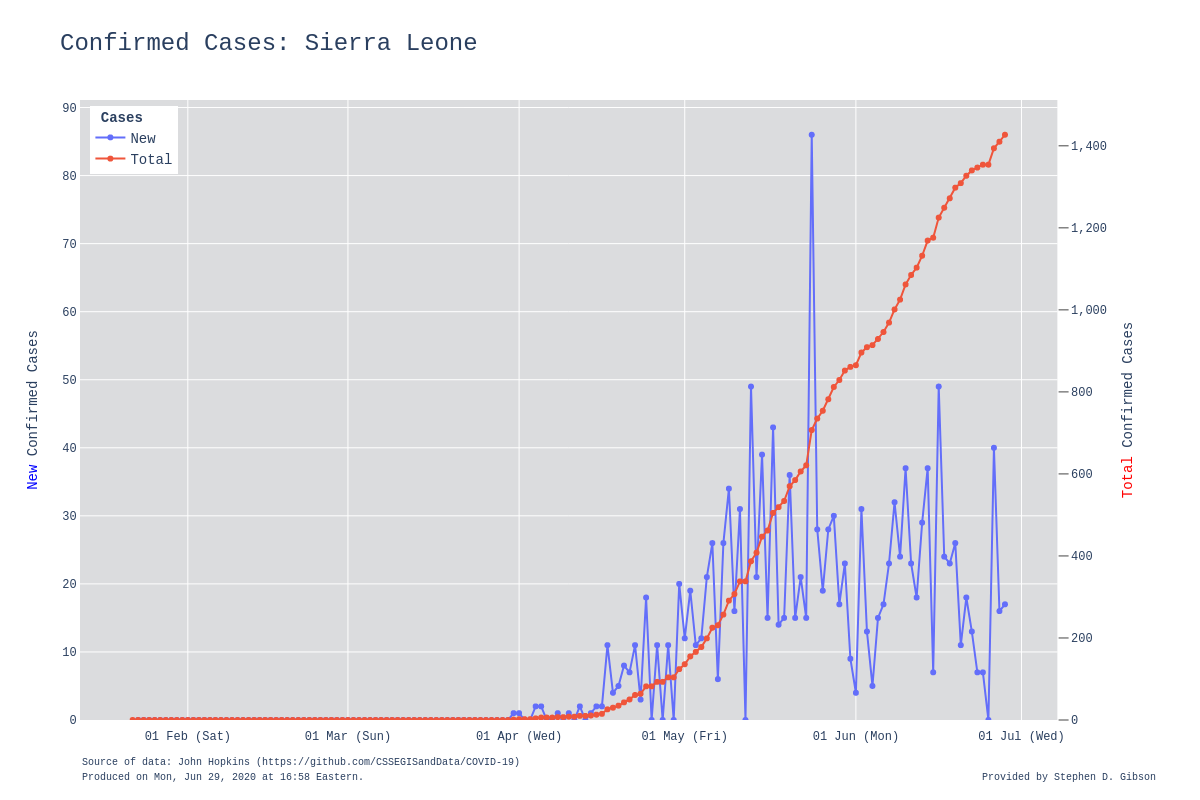 Confirmed Cases: Sierra Leone
Cases
New
Total
90
80
70
60
50
40
30
20
10
0
New Confirmed Cases
1,400
1,200
1,000
800
600
400
200
0
Total Confirmed Cases
01 Feb (Sat)
01 Mar (Sun)
01 Apr (Wed)
01 May (Fri)
01 Jun (Mon)
01 Jul (Wed)
Source of data: John Hopkins (https://github.com/CSSEGISandData/COVID-19)
Produced on Mon, Jun 29, 2020 at 16:58 Eastern.
Provided by Stephen D. Gibson